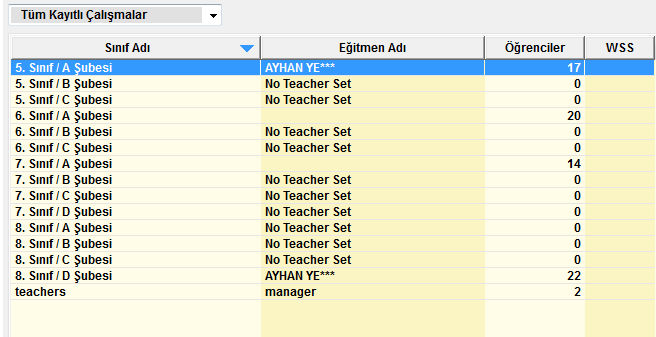 Tüm Kayıtlı Çalışmalar
Sınıf Adı Eğitmen Adı Öğrenciler WSS
5. Sınıf / A Şubesi AYHAN YE*** 17
5. Sınıf / B Şubesi No Teacher Set 0
5. Sınıf / C Şubesi No Teacher Set 0
6. Sınıf / A Şubesi 20
6. Sınıf / B Şubesi No Teacher Set 0
6. Sınıf / C Şubesi No Teacher Set 0
7. Sınıf / A Şubesi 14
7. Sınıf / B Şubesi No Teacher Set 0
7. Sınıf / C Şubesi No Teacher Set 0
7. Sınıf / D Şubesi No Teacher Set 0
8. Sınıf / A Şubesi No Teacher Set 0
8. Sınıf / B Şubesi No Teacher Set 0
8. Sınıf / C Şubesi No Teacher Set 0
8. Sınıf / D Şubesi AYHAN YE*** 22
teachers manager 2